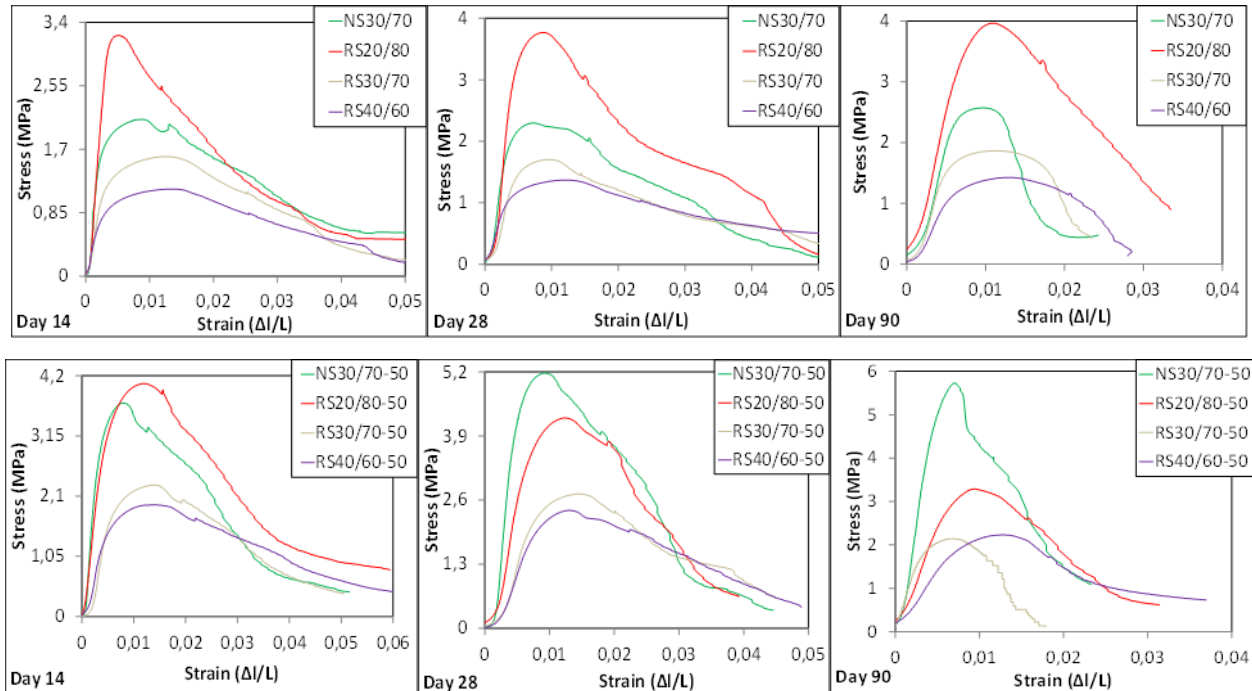 3,4
2,55
1,7
0,85
0
Stress (MPa)
NS30/70
RS20/80
RS30/70
RS40/60
0 0,01 0,02 0,03 0,04 0,05
Day 14
Strain (Δl/L)
4
3
2
1
0
Stress (MPa)
NS30/70
RS20/80
RS30/70
RS40/60
0 0,01 0,02 0,03 0,04 0,05
Day 28
Strain (Δl/L)
4
3
2
1
0
Stress (MPa)
NS30/70
RS20/80
RS30/70
RS40/60
0 0,01 0,02 0,03 0,04
Day 90
Strain (Δl/L)
4,2
3,15
2,1
1,05
0
Stress (MPa)
NS30/70-50
RS20/80-50
RS30/70-50
RS40/60-50
0 0,01 0,02 0,03 0,04 0,05 0,06
Day 14
Strain (Δl/L)
5,2
3,9
2,6
1,3
0
Stress (MPa)
NS30/70-50
RS20/80-50
RS30/70-50
RS40/60-50
0 0,01 0,02 0,03 0,04 0,05
Day 28
Strain (Δl/L)
6
5
4
3
2
1
0
Stress (MPa)
NS30/70-50
RS20/80-50
RS30/70-50
RS40/60-50
0 0,01 0,02 0,03 0,04
Day 90
Strain (Δl/L)